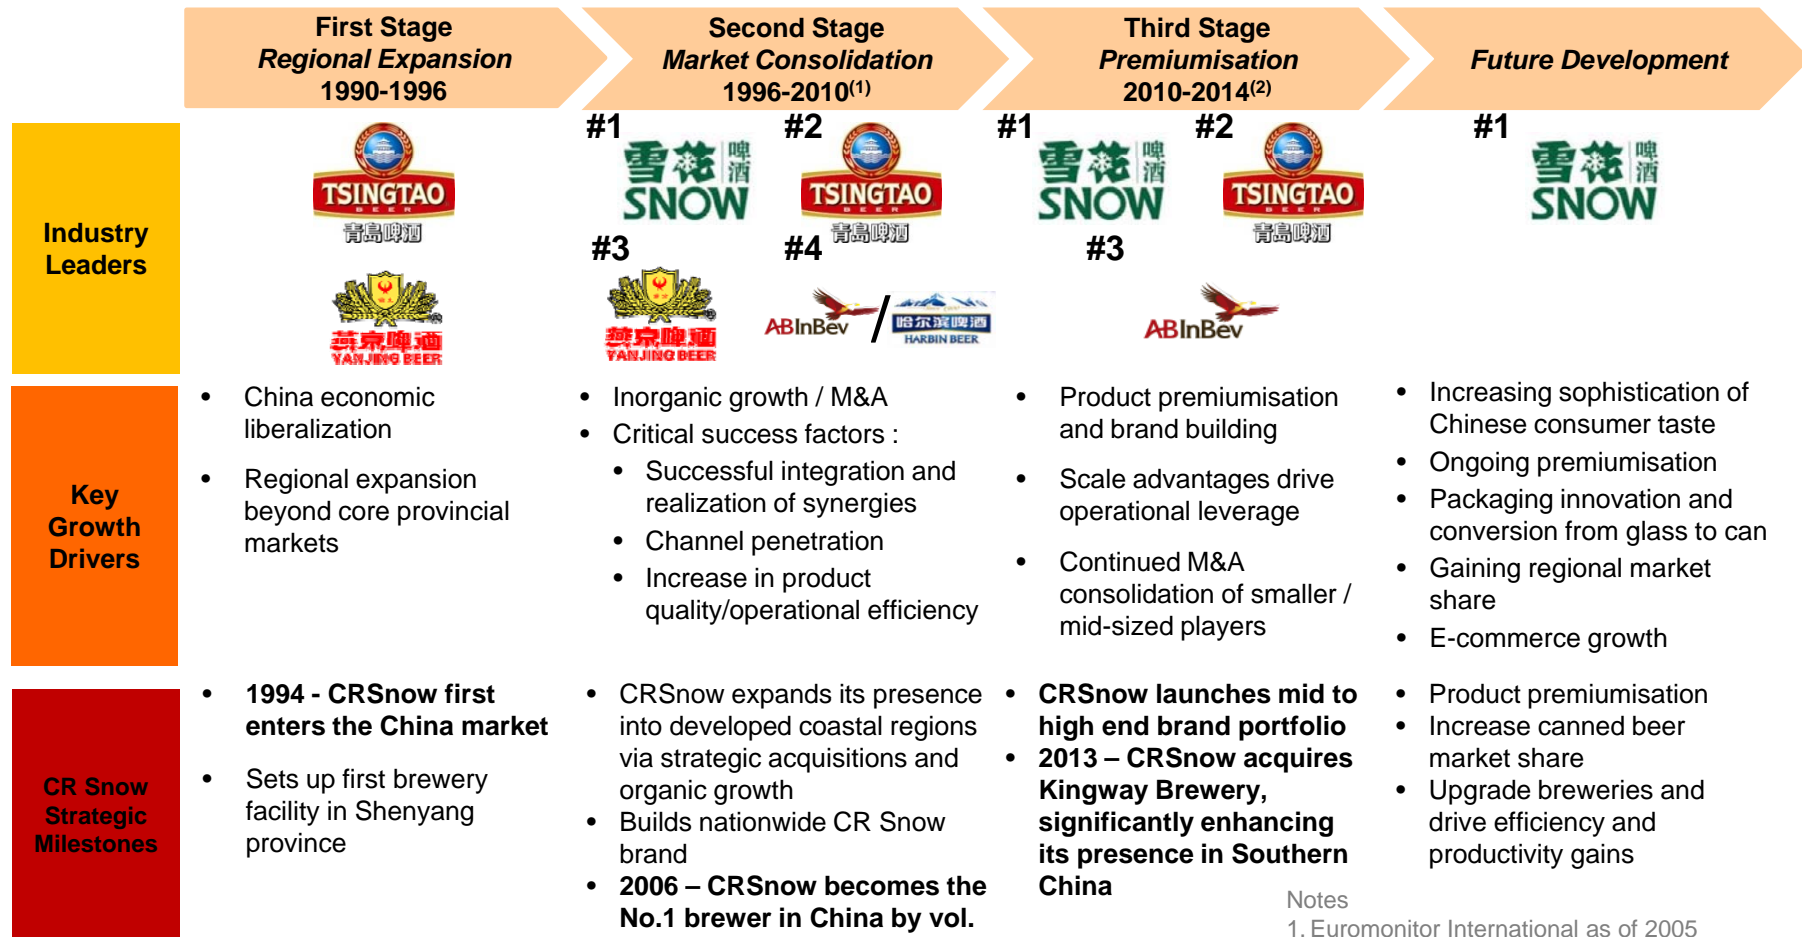 First Stage
Regional Expansion
1990-1996
Second Stage
Market Consolidation
1996-2010(1)
Third Stage
Premiumisation
2010-2014(2)
Future Development
Industry
Leaders
TSINGTAO
BEER
青島啤酒
燕京啤酒
YANJING BEER
#1
雪花 啤酒
SNOW
#2
TSINGTAO
BEER
青島啤酒
#3
燕京啤酒
YANJING BEER
#4
ABInBev
/
哈尔滨啤酒
HARBIN BEER
#1
雪花 啤酒
SNOW
#2
TSINGTAO
BEER
青島啤酒
#3
ABInBev
#1
雪花 啤酒
SNOW
Key
Growth
Drivers
• China economic
liberalization
• Regional expansion
beyond core provincial
markets
• Inorganic growth / M&A
• Critical success factors :
• Successful integration and
realization of synergies
• Channel penetration
• Increase in product
quality/operational efficiency
• Product premiumisation
and brand building
• Scale advantages drive
operational leverage
• Continued M&A
consolidation of smaller /
mid-sized players
• Increasing sophistication of
Chinese consumer taste
• Ongoing premiumisation
• Packaging innovation and
conversion from glass to can
• Gaining regional market
share
• E-commerce growth
CR Snow
Strategic
Milestones
• 1994 - CRSnow first
enters the China market
• Sets up first brewery
facility in Shenyang
province
• CRSnow expands its presence
into developed coastal regions
via strategic acquisitions and
organic growth
• Builds nationwide CR Snow
brand
• 2006 – CRSnow becomes the
No.1 brewer in China by vol.
• CRSnow launches mid to
high end brand portfolio
• 2013 – CRSnow acquires
Kingway Brewery,
significantly enhancing
its presence in Southern
China
• Product premiumisation
• Increase canned beer
market share
• Upgrade breweries and
drive efficiency and
productivity gains
Notes
1. Euromonitor International as of 2005